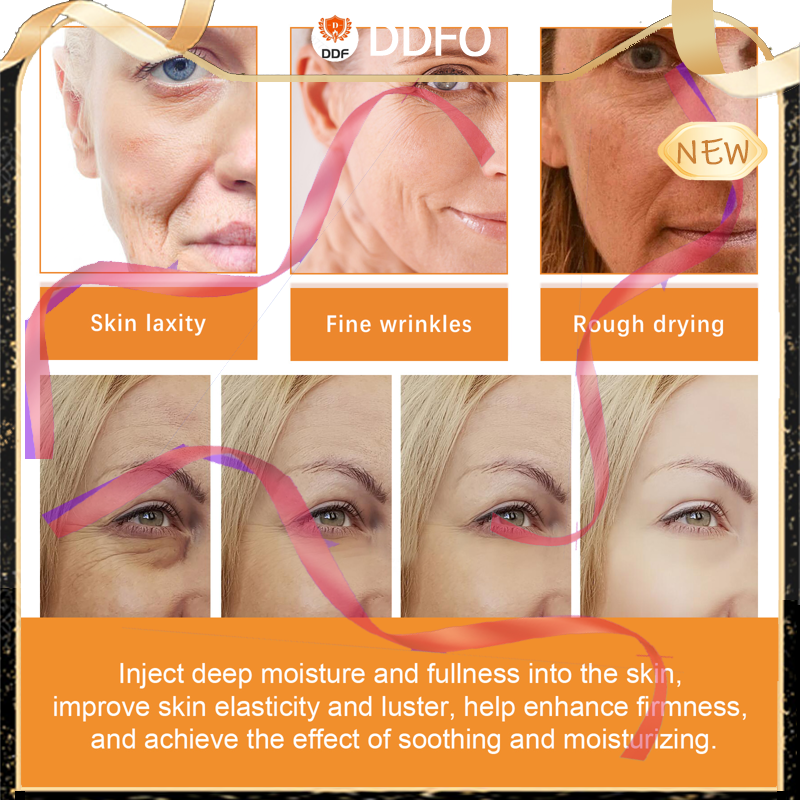 DDF
DDFO
NEW
Skin laxity
Fine wrinkles
Rough drying
Inject deep moisture and fullness into the skin,
improve skin elasticity and luster, help enhance firmness,
and achieve the effect of soothing and moisturizing.